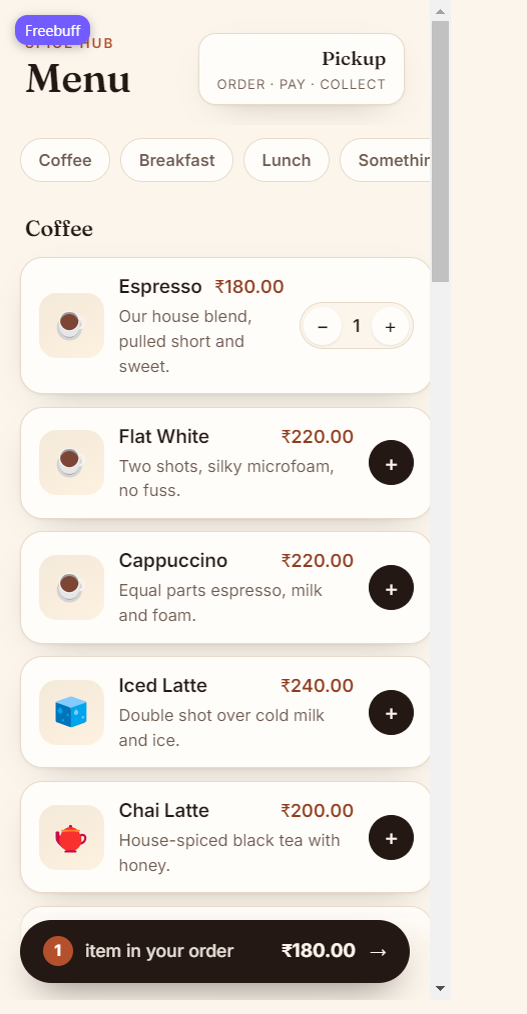 Freebuff
SPICE HUB
Menu
Pickup
ORDER · PAY · COLLECT
Coffee
Breakfast
Lunch
Coffee
Espresso ₹180.00
Our house blend,
pulled short and
sweet.
− 1 +
Flat White ₹220.00
Two shots, silky microfoam,
no fuss.
+
Cappuccino ₹220.00
Equal parts espresso, milk
and foam.
+
Iced Latte ₹240.00
Double shot over cold milk
and ice.
+
Chai Latte ₹200.00
House-spiced black tea with
honey.
+
1 item in your order ₹180.00 →